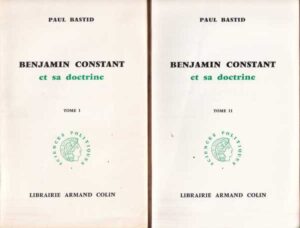 PAUL BASTID
BENJAMIN CONSTANT
et sa doctrine
TOME I
SCIENCES POLITIQUES
LIBRAIRIE ARMAND COLIN
PAUL BASTID
BENJAMIN CONSTANT
et sa doctrine
TOME II
SCIENCES POLITIQUES
LIBRAIRIE ARMAND COLIN